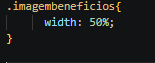 .imagembeneficios{
    width: 50%;
}